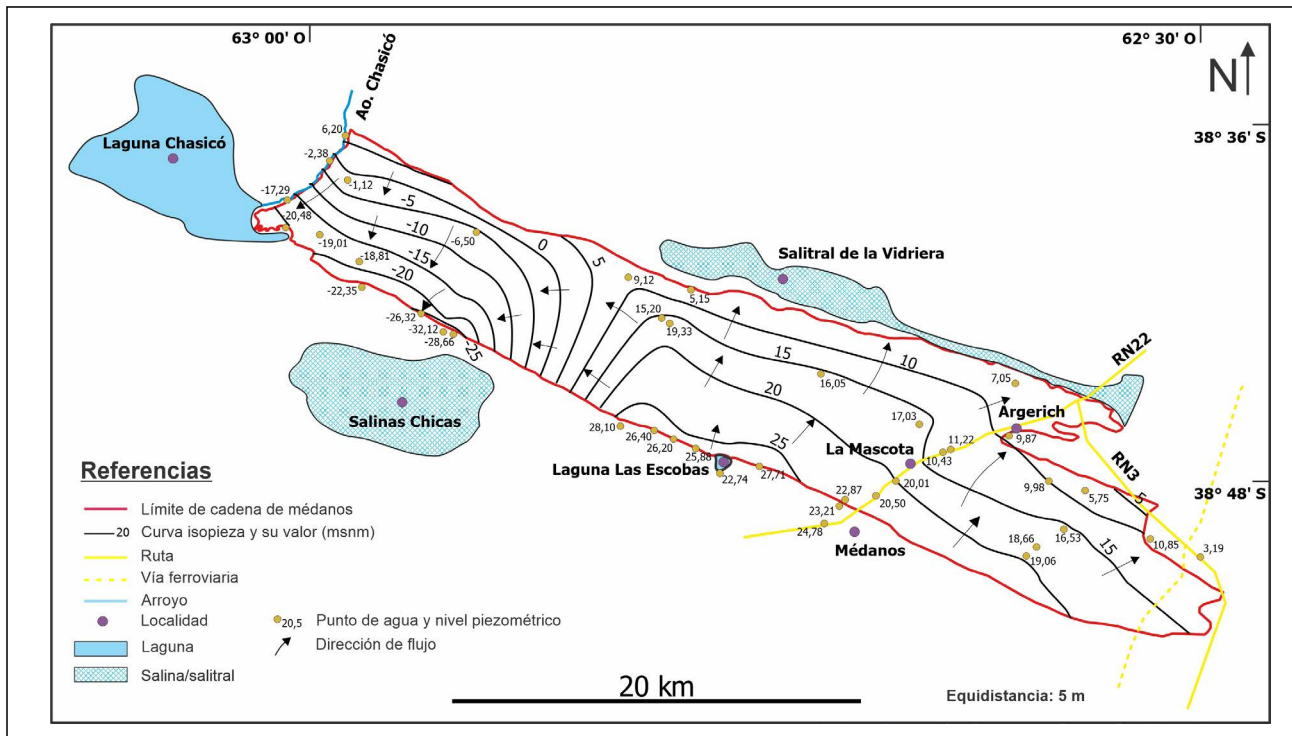 63° 00' O
62° 30' O
N
Ao. Chasicó
6,20
38° 36' S
Laguna Chasicó
-2,38
-1,12
-17,29
-5
-20,48
-10
-6,50
0
-19,01
-15
5
Salitral de la Vidriera
-18,81
-20
9,12
-22,35
5,15
-26,32
15,20
-32,12
19,33
-28,66
-25
15
10
RN22
16,05
7,05
20
Salinas Chicas
17,03
Argerich
28,10
26,40
26,20
25
11,22
9,87
La Mascota
25,88
10,43
RN3
Laguna Las Escobas
22,74
27,71
20,01
9,98
5,75
5
38° 48' S
22,87
20,50
23,21
24,78
Médanos
18,66
16,53
15
10,85
3,19
19,06
Referencias
Límite de cadena de médanos
20 Curva isopieza y su valor (msnm)
Ruta
Vía ferroviaria
Arroyo
Localidad
20,5 Punto de agua y nivel piezométrico
Dirección de flujo
Laguna
Salina/salitral
20 km
Equidistancia: 5 m